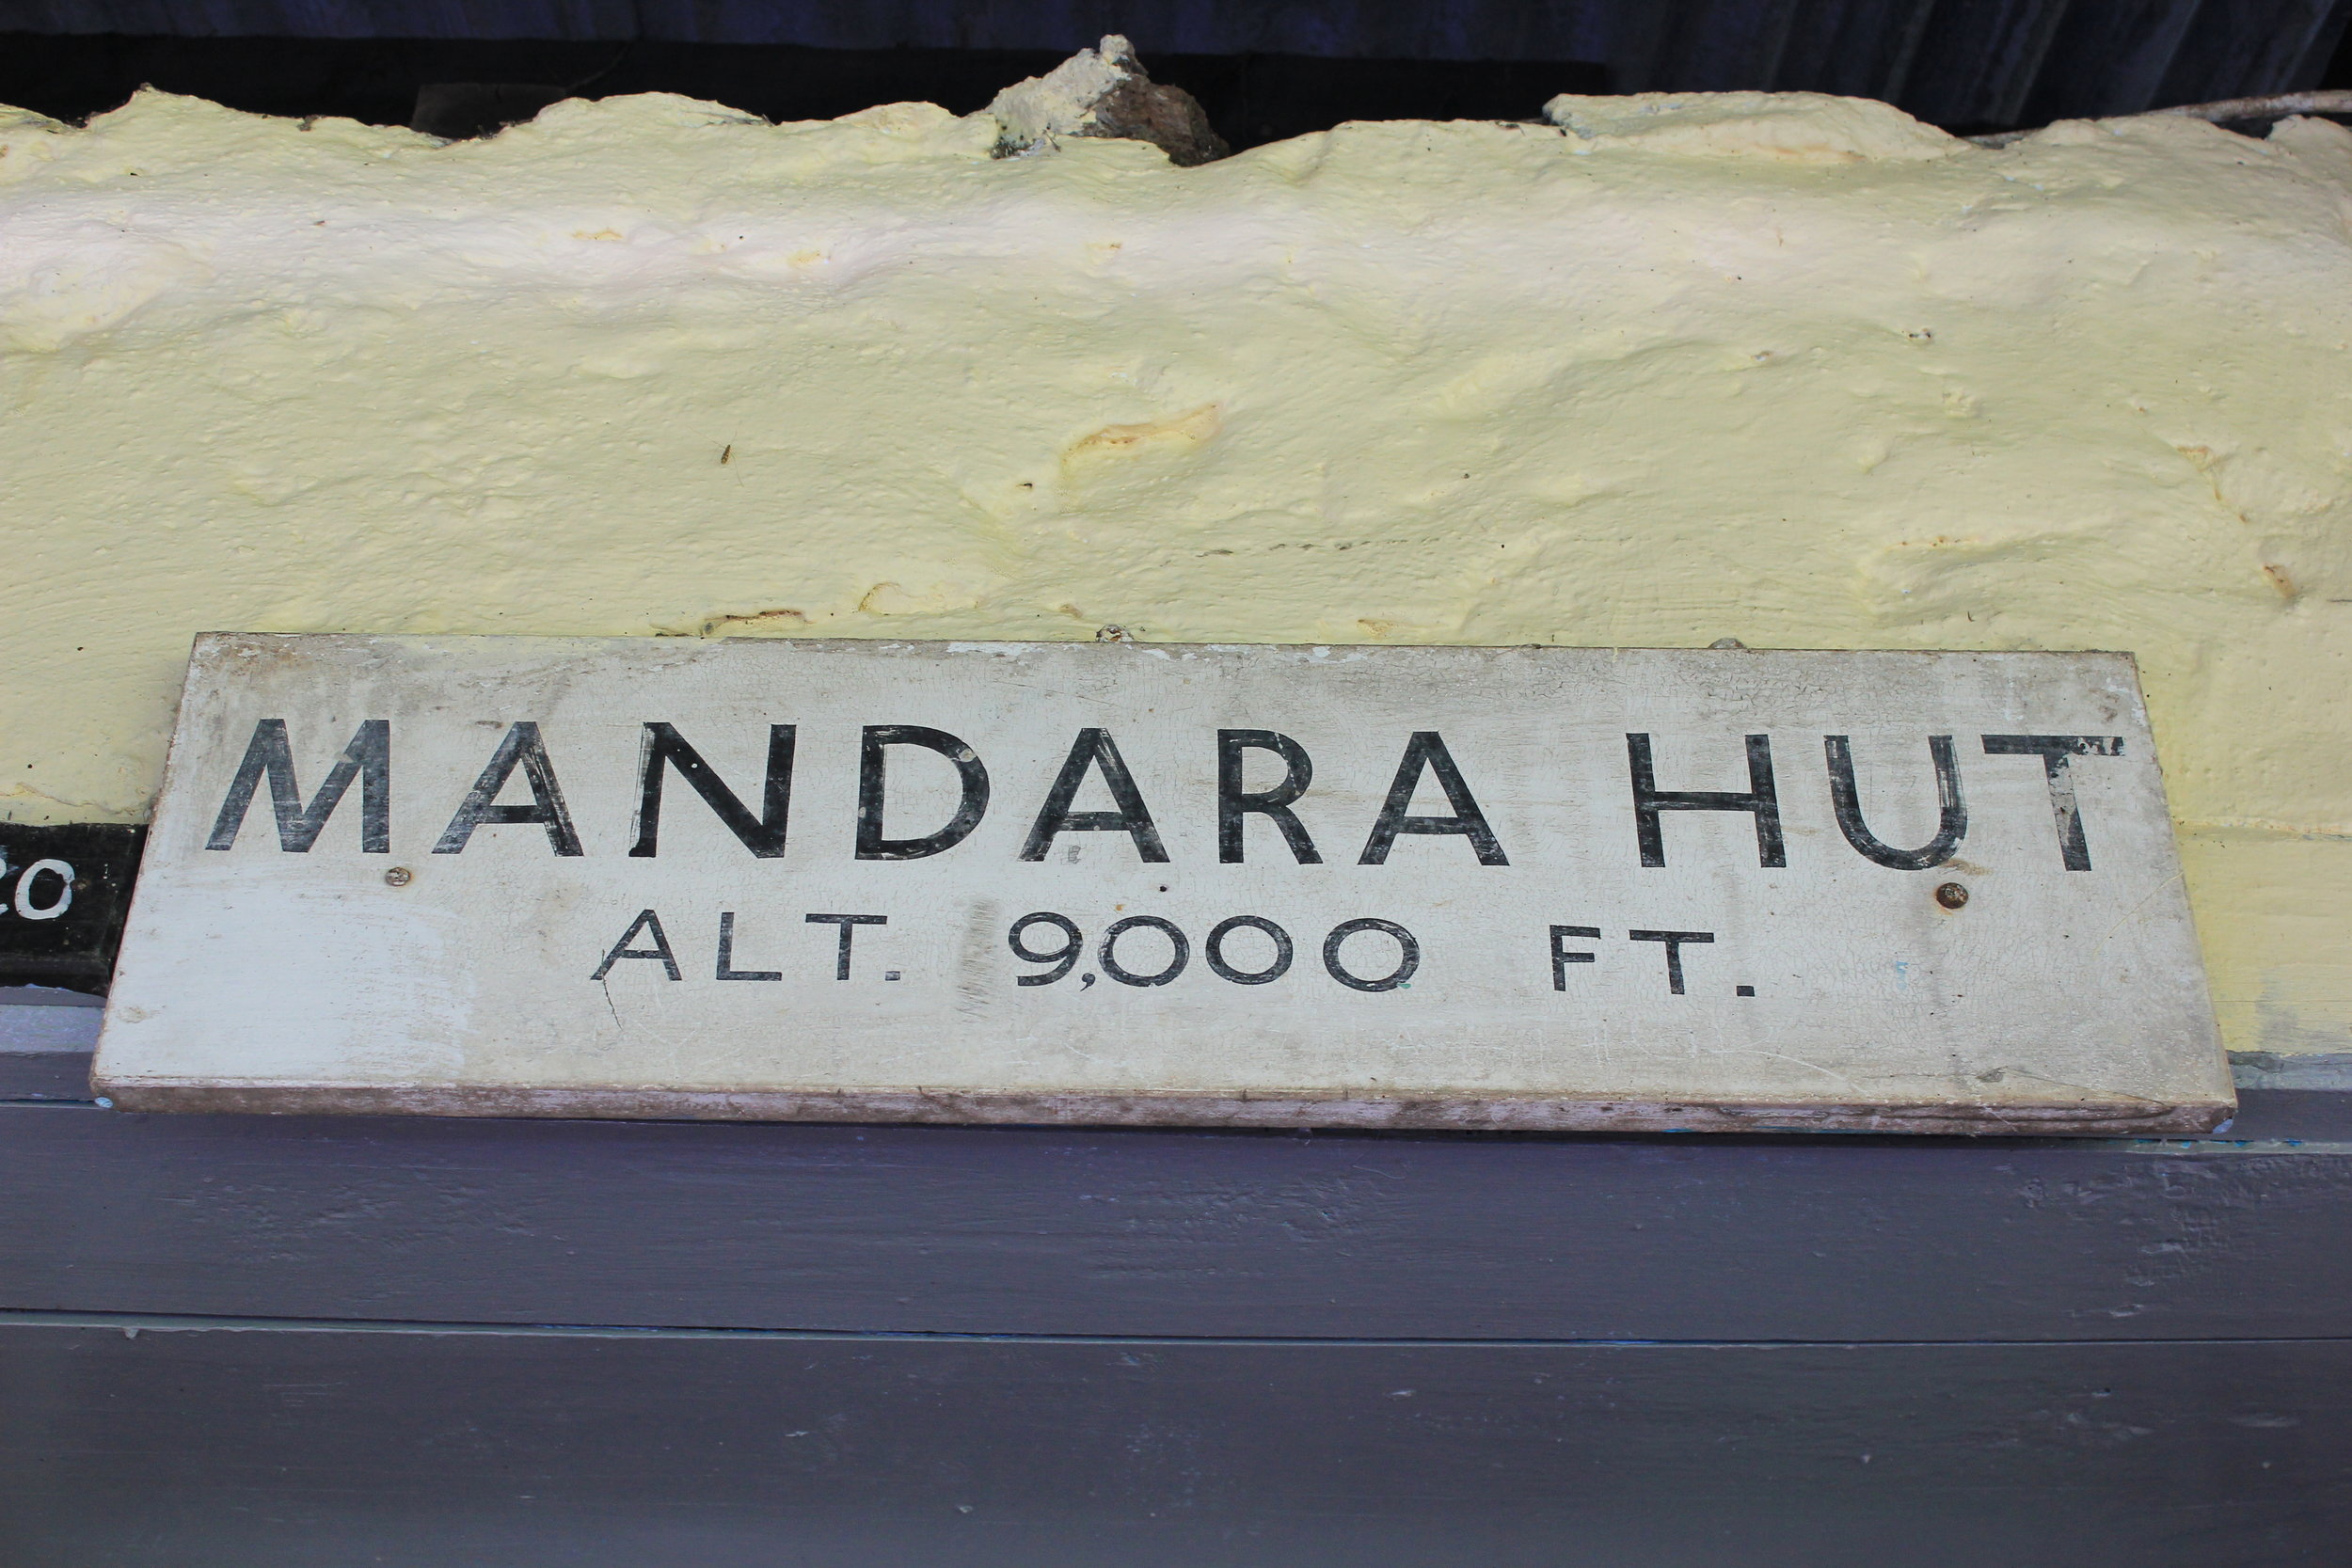 MANDARA HUT
ALT. 9,000 FT.